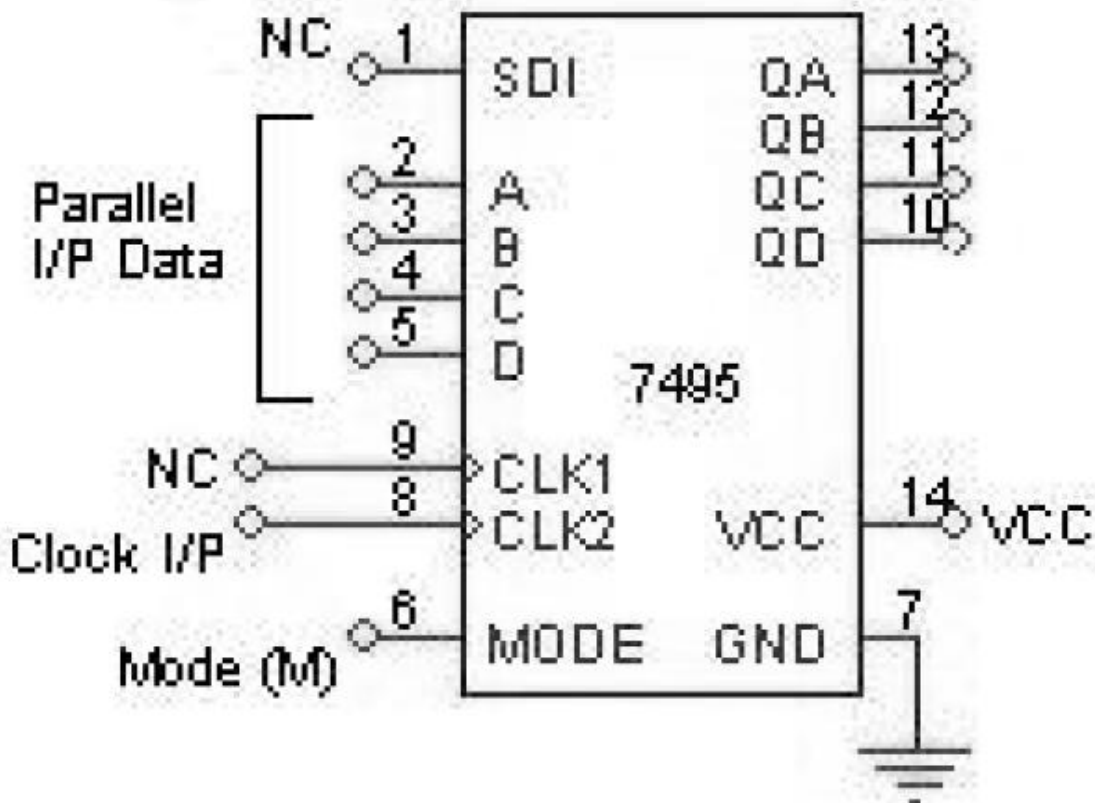 NC
1
SDI
QA
13
QB
12
Parallel
I/P Data
2
A
QC
11
3
B
QD
10
4
C
5
D
7495
NC
9
CLK1
Clock I/P
8
CLK2
VCC
14
VCC
Mode (M)
6
MODE
GND
7